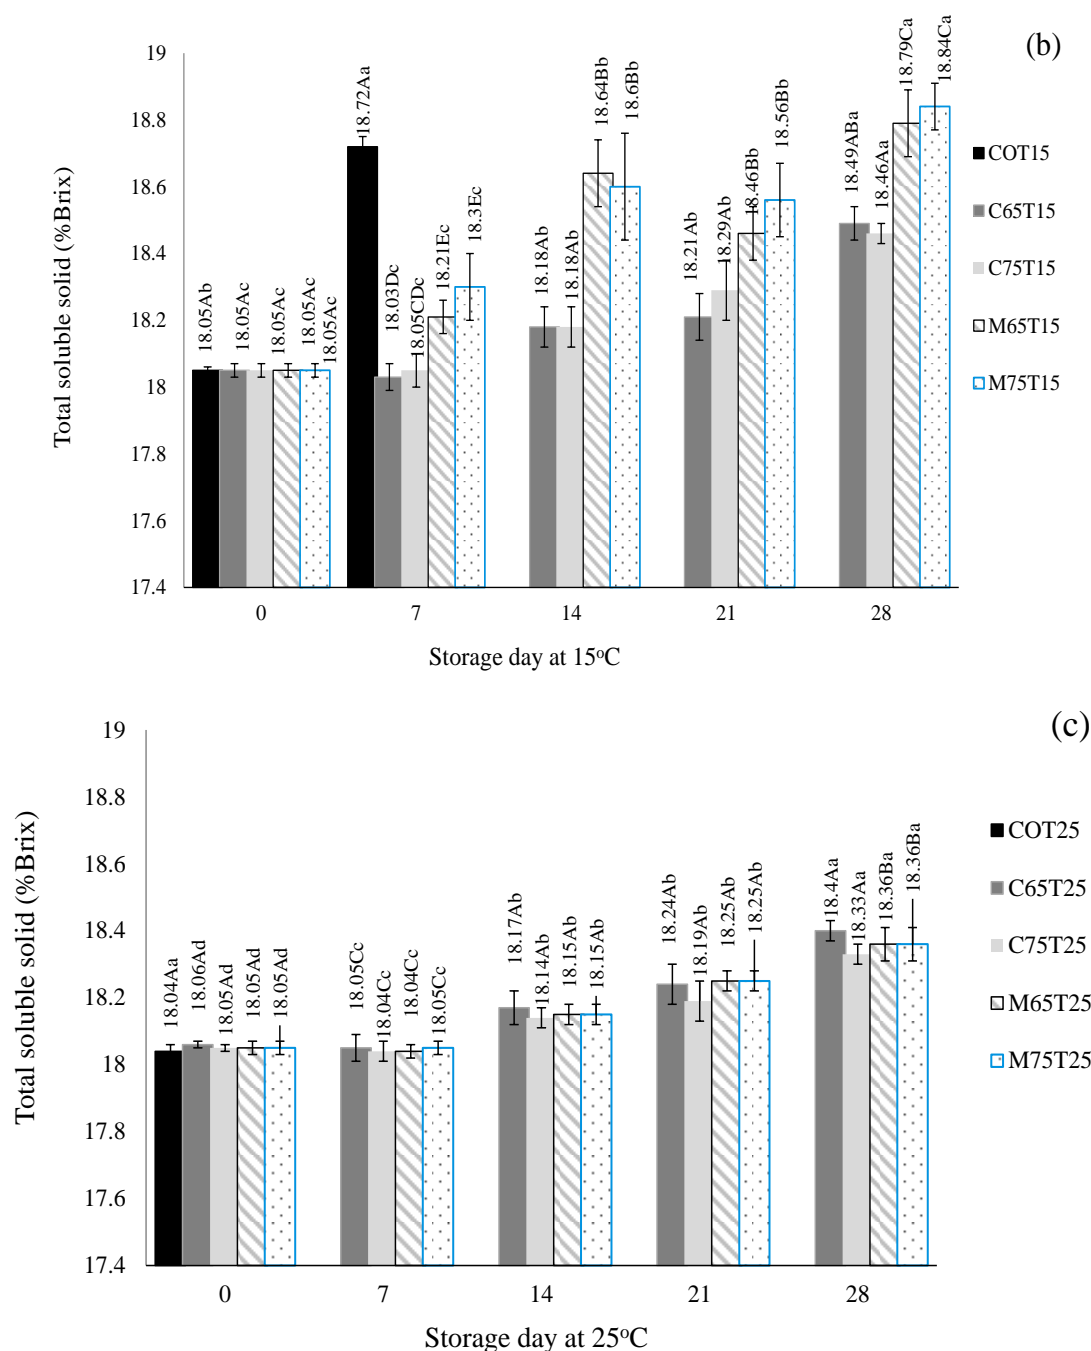 (b)
Total soluble solid (%Brix)
19
18.8
18.6
18.4
18.2
18
17.8
17.6
17.4
18.05Ab
18.05Ac
18.05Ac
18.05Ac
18.05Ac
18.72Aa
18.03Dc
18.05CDc
18.21Ec
18.3Ec
18.18Ab
18.18Ab
18.64Bb
18.6Bb
18.21Ab
18.29Ab
18.46Bb
18.56Bb
18.49ABa
18.46Aa
18.79Ca
18.84Ca
COT15
C65T15
C75T15
M65T15
M75T15
0 7 14 21 28
Storage day at 15°C
(c)
Total soluble solid (%Brix)
19
18.8
18.6
18.4
18.2
18
17.8
17.6
17.4
18.04Aa
18.06Ad
18.05Ad
18.05Ad
18.05Ad
18.05Cc
18.04Cc
18.04Cc
18.05Cc
18.17Ab
18.14Ab
18.15Ab
18.15Ab
18.24Ab
18.19Ab
18.25Ab
18.25Ab
18.4Aa
18.33Aa
18.36Ba
18.36Ba
COT25
C65T25
C75T25
M65T25
M75T25
0 7 14 21 28
Storage day at 25°C